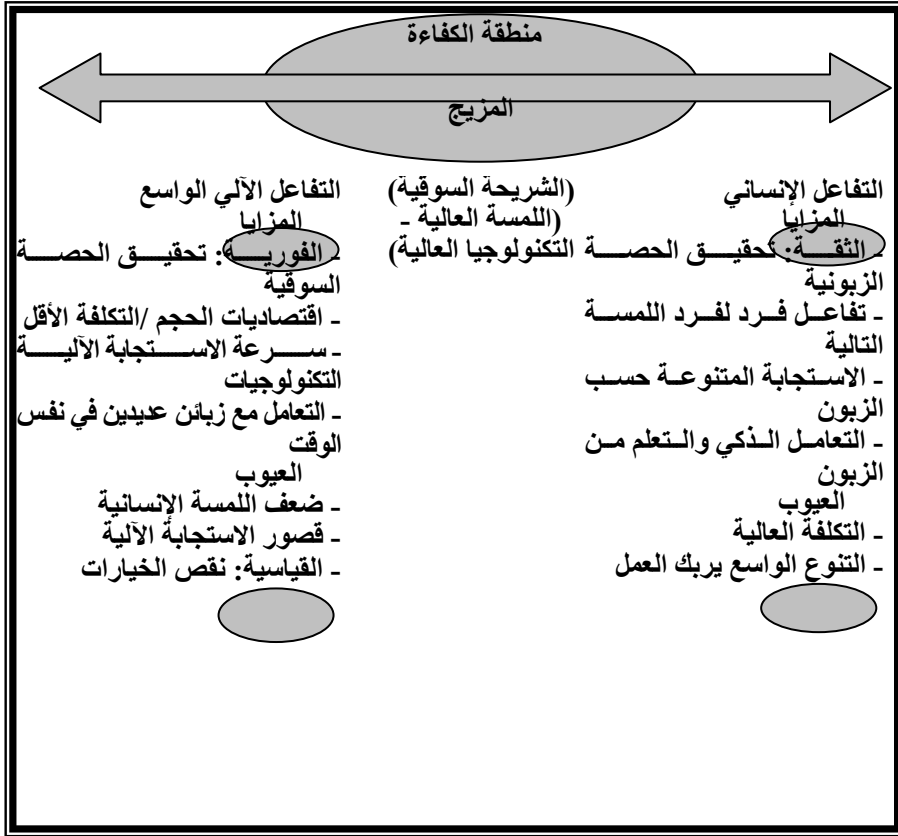 منطقة الكفاءة
المزيج
التفاعل الإنساني
المزايا
- الثقة: تحقيق الحصة
الزبونية
- تفاعل فرد لفرد اللمسة
التالية
- الاستجابة المتنوعة حسب
الزبون
- التعامل الذكي والتعلم من
الزبون
العيوب
- التكلفة العالية
- التنوع الواسع يربك العمل
(الشريحة السوقية)
(اللمسة العالية -
التكنولوجيا العالية)
التفاعل الآلي الواسع
المزايا
- الفورية: تحقيق الحصة
السوقية
- اقتصاديات الحجم /التكلفة الأقل
- سرعة الاستجابة الآلية
التكنولوجيات
- التعامل مع زبائن عديدين في نفس
الوقت
العيوب
- ضعف اللمسة الإنسانية
- قصور الاستجابة الآلية
- القياسية: نقص الخيارات